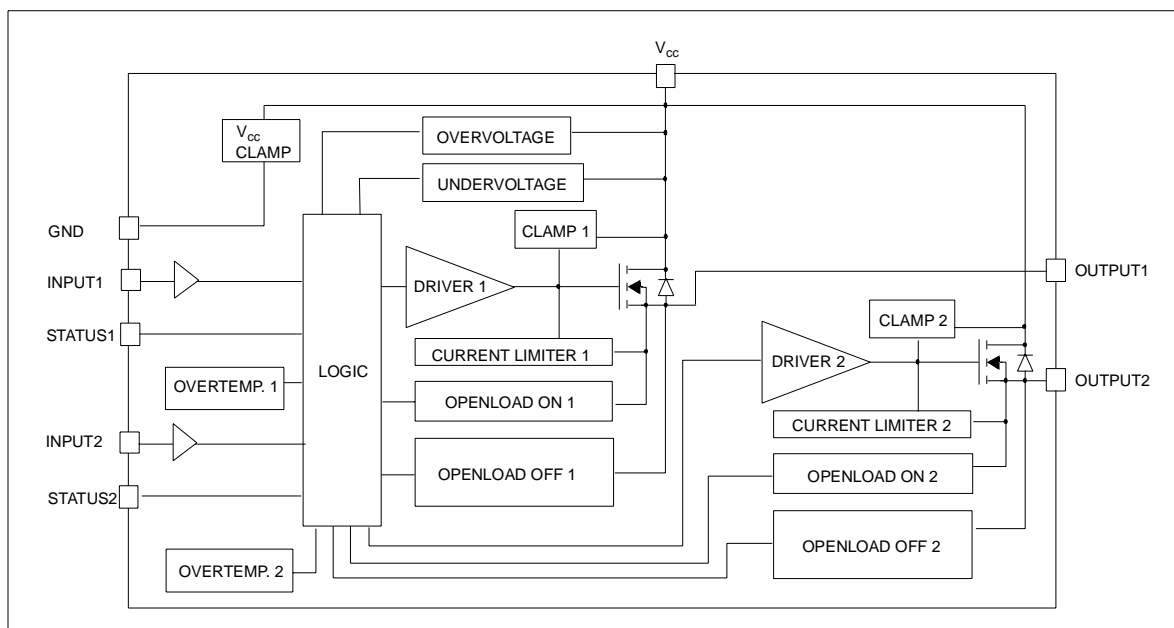 Vcc
Vcc
CLAMP
OVERVOLTAGE
UNDERVOLTAGE
GND
CLAMP 1
INPUT1
DRIVER 1
OUTPUT1
STATUS1
CLAMP 2
CURRENT LIMITER 1
LOGIC
DRIVER 2
OVERTEMP. 1
OUTPUT2
OPENLOAD ON 1
CURRENT LIMITER 2
INPUT2
OPENLOAD OFF 1
OPENLOAD ON 2
STATUS2
OPENLOAD OFF 2
OVERTEMP. 2